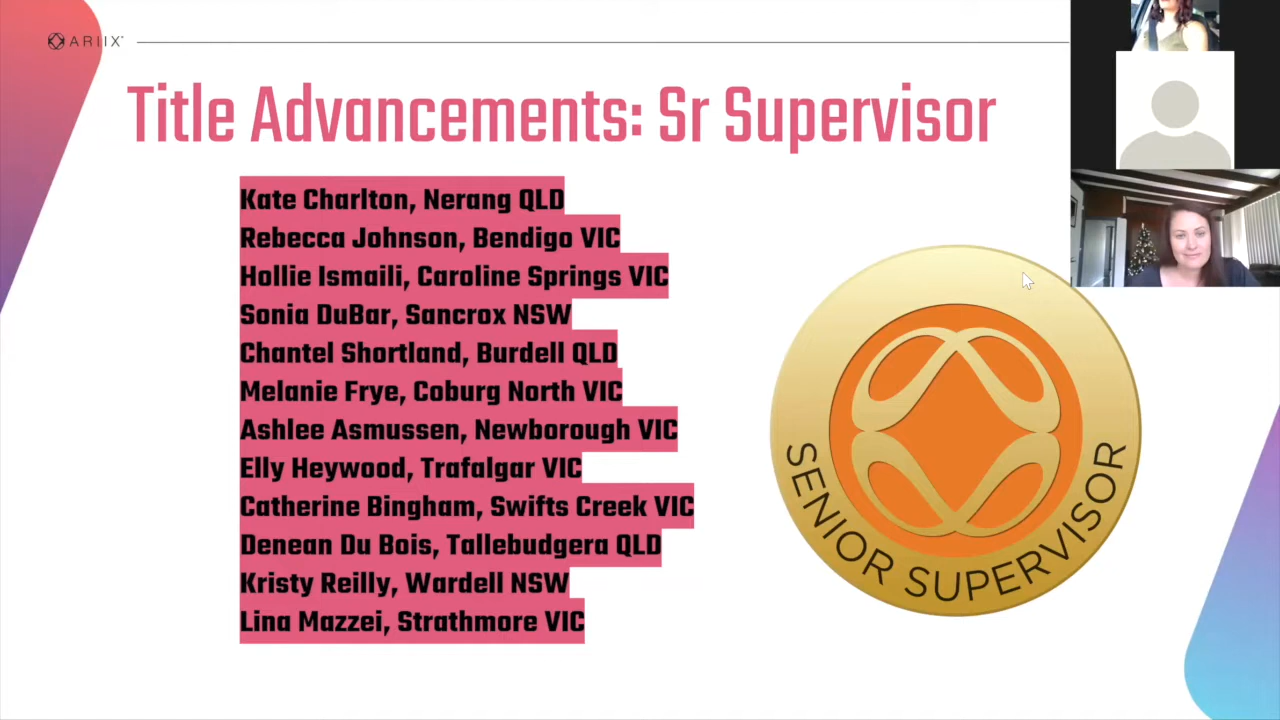 ARIIX
Title Advancements: Sr Supervisor
Kate Charlton, Nerang QLD
Rebecca Johnson, Bendigo VIC
Hollie Ismaili, Caroline Springs VIC
Sonia DuBar, Sancrox NSW
Chantel Shortland, Burdell QLD
Melanie Frye, Coburg North VIC
Ashlee Asmussen, Newborough VIC
Elly Heywood, Trafalgar VIC
Catherine Bingham, Swifts Creek VIC
Denean Du Bois, Tallebudgera QLD
Kristy Reilly, Wardell NSW
Lina Mazzei, Strathmore VIC
SENIOR SUPERVISOR